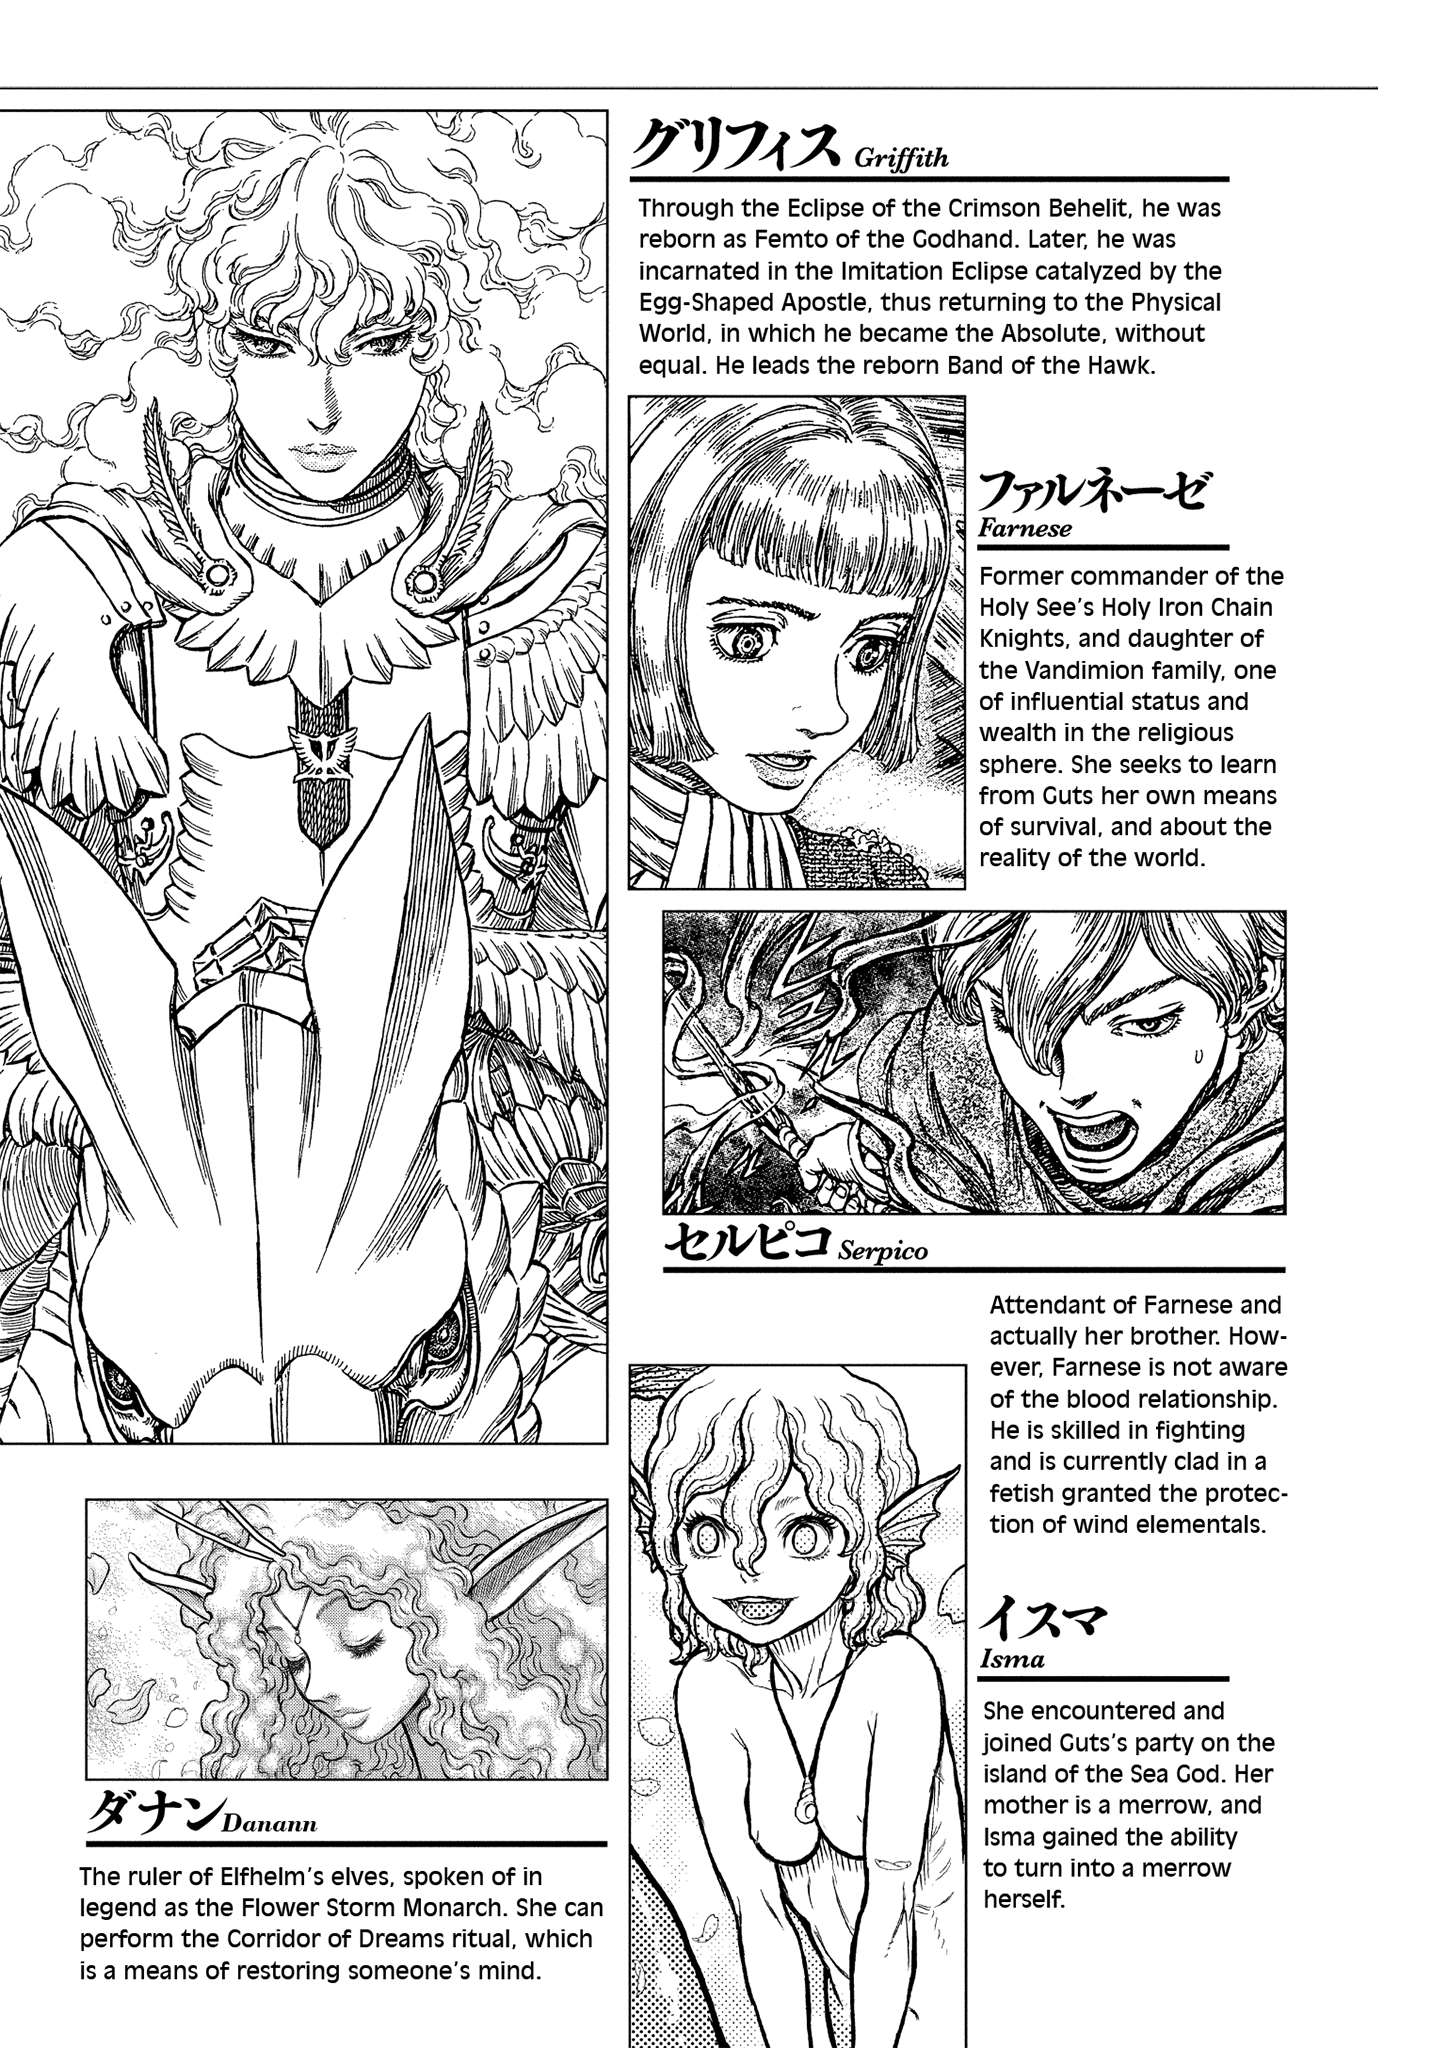 グリフィス Griffith
Through the Eclipse of the Crimson Behelit, he was
reborn as Femto of the Godhand. Later, he was
incarnated in the Imitation Eclipse catalyzed by the
Egg-Shaped Apostle, thus returning to the Physical
World, in which he became the Absolute, without
equal. He leads the reborn Band of the Hawk.
ファルネーゼ
Farnese
Former commander of the
Holy See's Holy Iron Chain
Knights, and daughter of
the Vandimion family, one
of influential status and
wealth in the religious
sphere. She seeks to learn
from Guts her own means
of survival, and about the
reality of the world.
セルピコ Serpico
Attendant of Farnese and
actually her brother. How-
ever, Farnese is not aware
of the blood relationship.
He is skilled in fighting
and is currently clad in a
fetish granted the protec-
tion of wind elementals.
イスマ
Isma
She encountered and
joined Guts's party on the
island of the Sea God. Her
mother is a merrow, and
Isma gained the ability
to turn into a merrow
herself.
ダナン Danann
The ruler of Elfhelm's elves, spoken of in
legend as the Flower Storm Monarch. She can
perform the Corridor of Dreams ritual, which
is a means of restoring someone's mind.